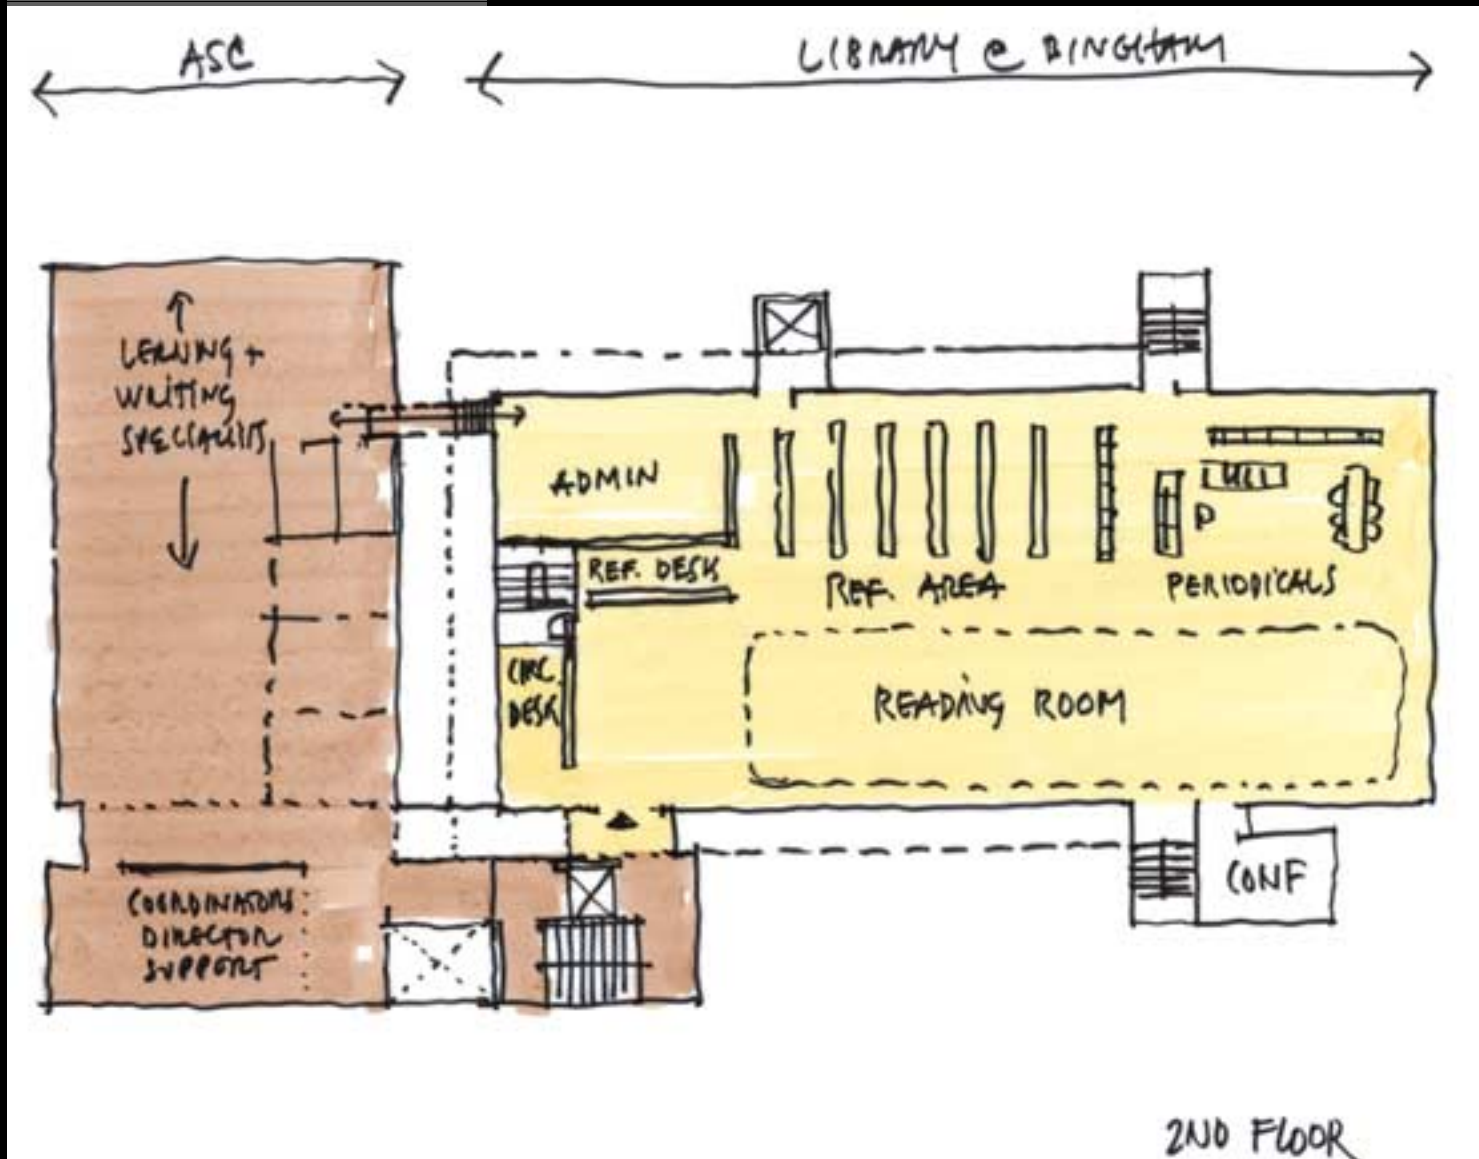 ASC
LIBRARY @ BINGHAM
LERNING +
WRITING
SPECIALISTS
ADMIN
REF. DESK
REF. AREA
PERIODICALS
CIRC.
DESK
READING ROOM
COORDINATORS
DIRECTOR
SUPPORT
CONF
2ND FLOOR